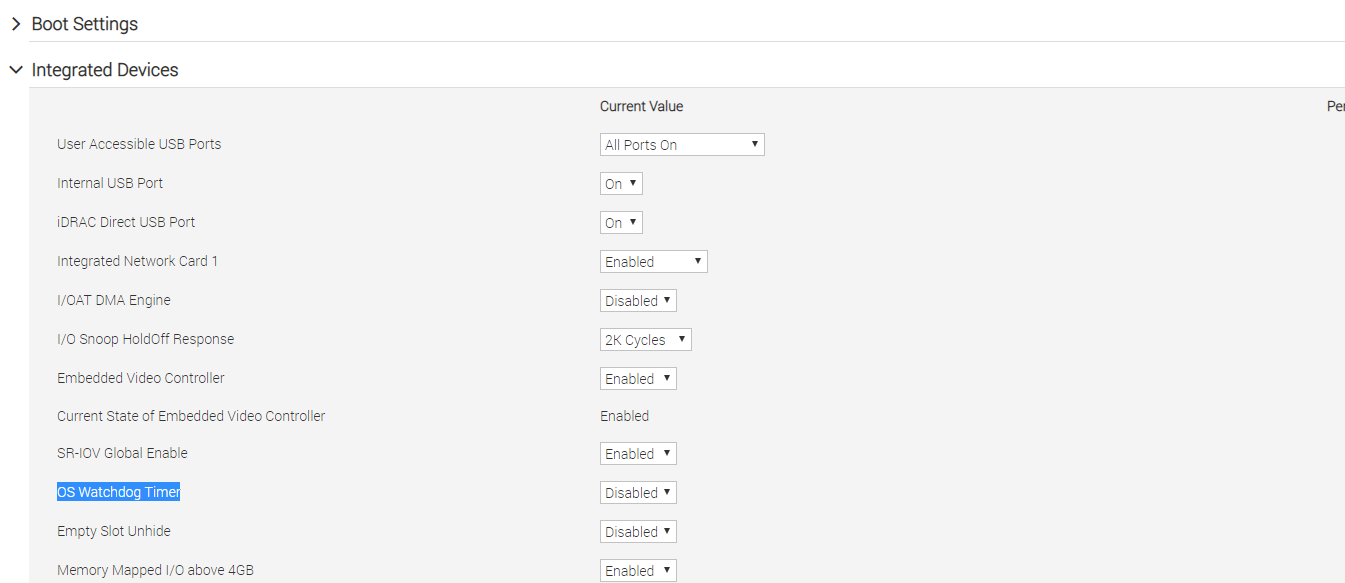 Boot Settings
Integrated Devices
Current Value
User Accessible USB Ports All Ports On
Internal USB Port On
iDRAC Direct USB Port On
Integrated Network Card 1 Enabled
I/OAT DMA Engine Disabled
I/O Snoop HoldOff Response 2K Cycles
Embedded Video Controller Enabled
Current State of Embedded Video Controller Enabled
SR-IOV Global Enable Enabled
OS Watchdog Timer Disabled
Empty Slot Unhide Disabled
Memory Mapped I/O above 4GB Enabled